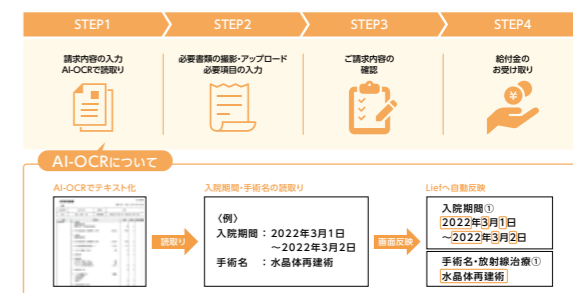 STEP1
STEP2
STEP3
STEP4
請求内容の入力
AI-OCRで読取り
必要書類の撮影・アップロード
必要項目の入力
ご請求内容の
確認
給付金の
お受け取り
AI-OCRについて
AI-OCRでテキスト化
入院期間・手術名の読取り
Liefへ自動反映
読取り
〈例〉
入院期間：2022年3月1日
～2022年3月2日
手術名　：水晶体再建術
画面反映
入院期間①
2022年3月1日
～2022年3月2日
手術名・放射線治療①
水晶体再建術